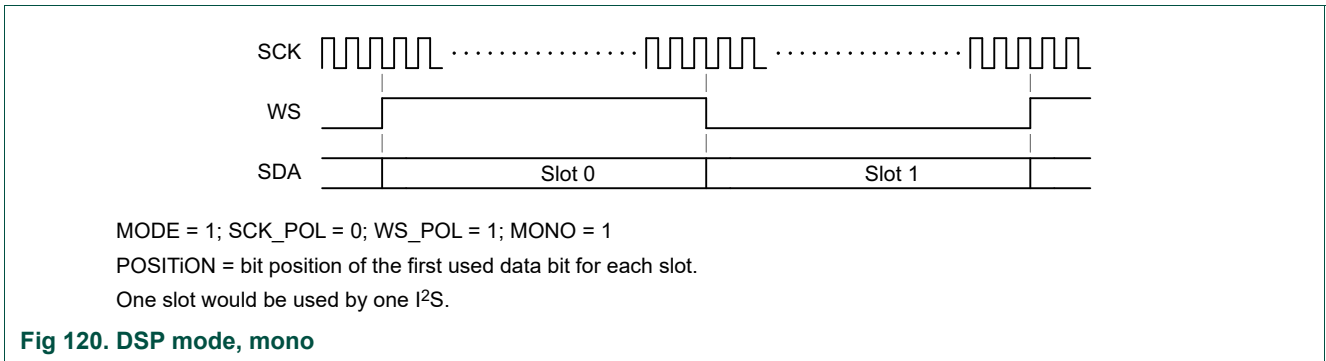 SCK
WS
SDA Slot 0 Slot 1
MODE = 1; SCK_POL = 0; WS_POL = 1; MONO = 1
POSITiON = bit position of the first used data bit for each slot.
One slot would be used by one I²S.
Fig 120. DSP mode, mono